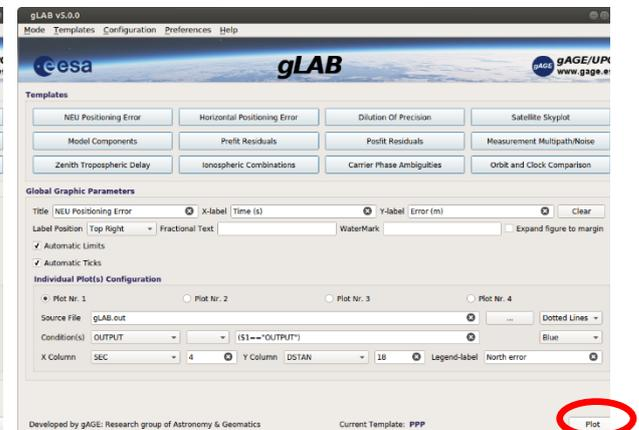 gLAB v5.0.0
Mode Templates Configuration Preferences Help
esa gLAB gAGE gAGE/UPC
www.gage.es
Templates
NEU Positioning Error Horizontal Positioning Error Dilution Of Precision Satellite Skyplot
Model Components Prefit Residuals Posfit Residuals Measurement Multipath/Noise
Zenith Tropospheric Delay Ionospheric Combinations Carrier Phase Ambiguities Orbit and Clock Comparison
Global Graphic Parameters
Title NEU Positioning Error X-label Time (s) Y-label Error (m) Clear
Label Position Top Right Fractional Text WaterMark Expand figure to margin
Automatic Limits
Automatic Ticks
Individual Plot(s) Configuration
Plot Nr. 1 Plot Nr. 2 Plot Nr. 3 Plot Nr. 4
Source File gLAB.out ... Dotted Lines
Condition(s) OUTPUT ($1=="OUTPUT") Blue
X Column SEC 4 Y Column DSTAN 18 Legend-label North error
Developed by gAGE: Research group of Astronomy & Geomatics Current Template: PPP Plot